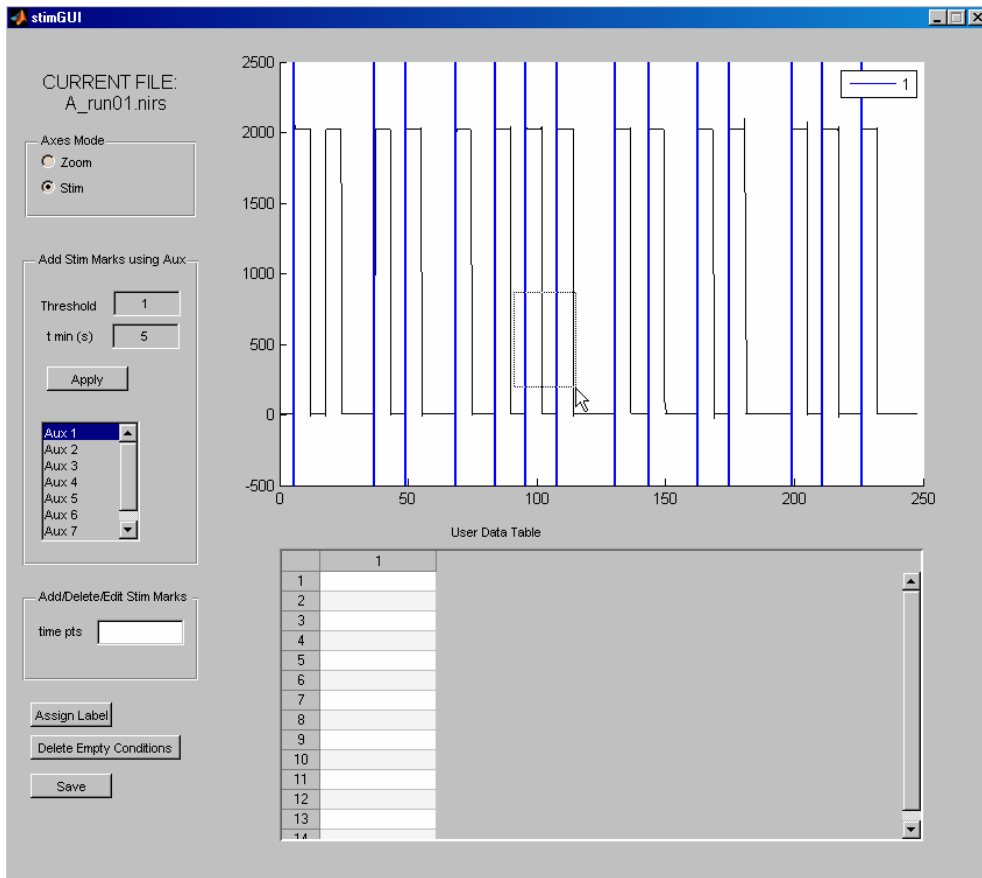 stimGUI
CURRENT FILE:
A_run01.nirs
Axes Mode
Zoom
Stim
Add Stim Marks using Aux
Threshold 1
t min (s) 5
Apply
Aux 1
Aux 2
Aux 3
Aux 4
Aux 5
Aux 6
Aux 7
Add/Delete/Edit Stim Marks
time pts
Assign Label
Delete Empty Conditions
Save
1
2500
2000
1500
1000
500
0
-500
0 50 100 150 200 250
User Data Table
1
1
2
3
4
5
6
7
8
9
10
11
12
13
14